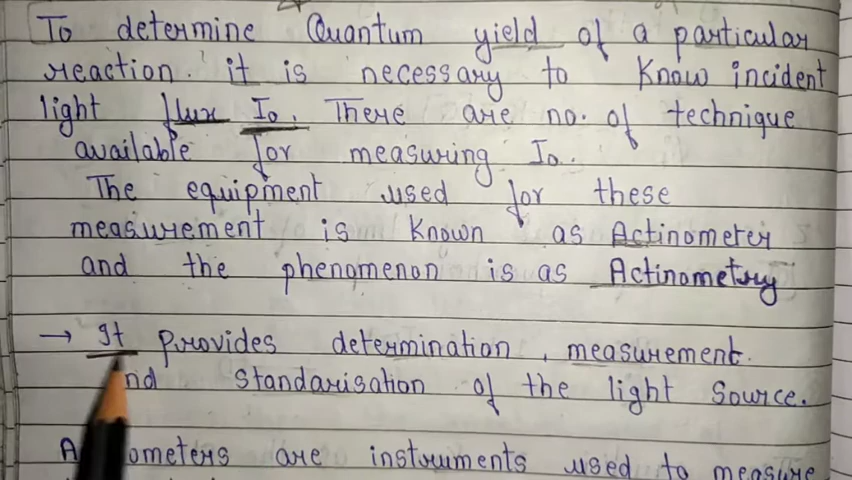 To determine Quantum yield of a particular
reaction. it is necessary to know incident
light flux I₀. There are no. of technique
available for measuring I₀.
The equipment used for these
measurement is known as Actinometer
and the phenomenon is as Actinometry
→ It provides determination, measurement.
nd standarisation of the light source.
A ometers are instruments used to measure